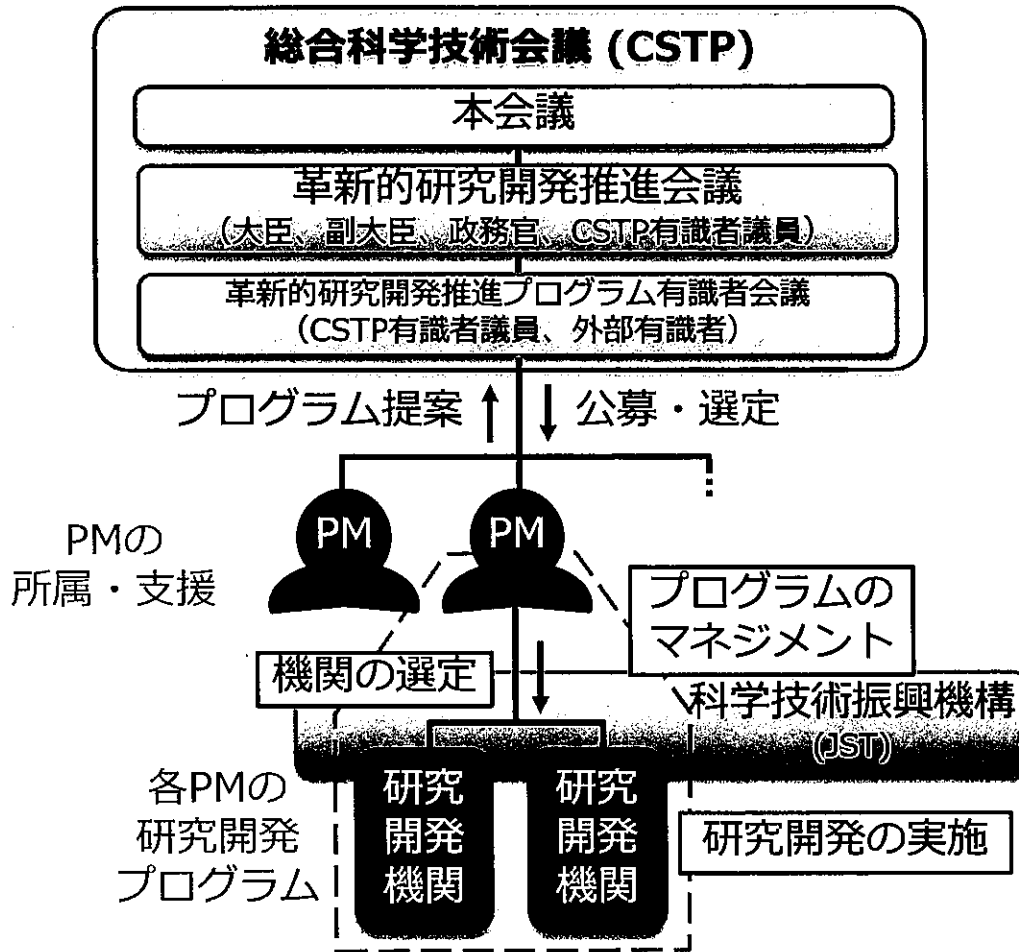 総合科学技術会議 (CSTP)
本会議
革新的研究開発推進会議
（大臣、副大臣、政務官、CSTP有識者議員）
革新的研究開発推進プログラム有識者会議
（CSTP有識者議員、外部有識者）
プログラム提案
公募・選定
PM
PM
PMの
所属・支援
プログラムの
マネジメント
機関の選定
科学技術振興機構
(JST)
各PMの
研究開発
プログラム
研究
開発
機関
研究
開発
機関
研究開発の実施